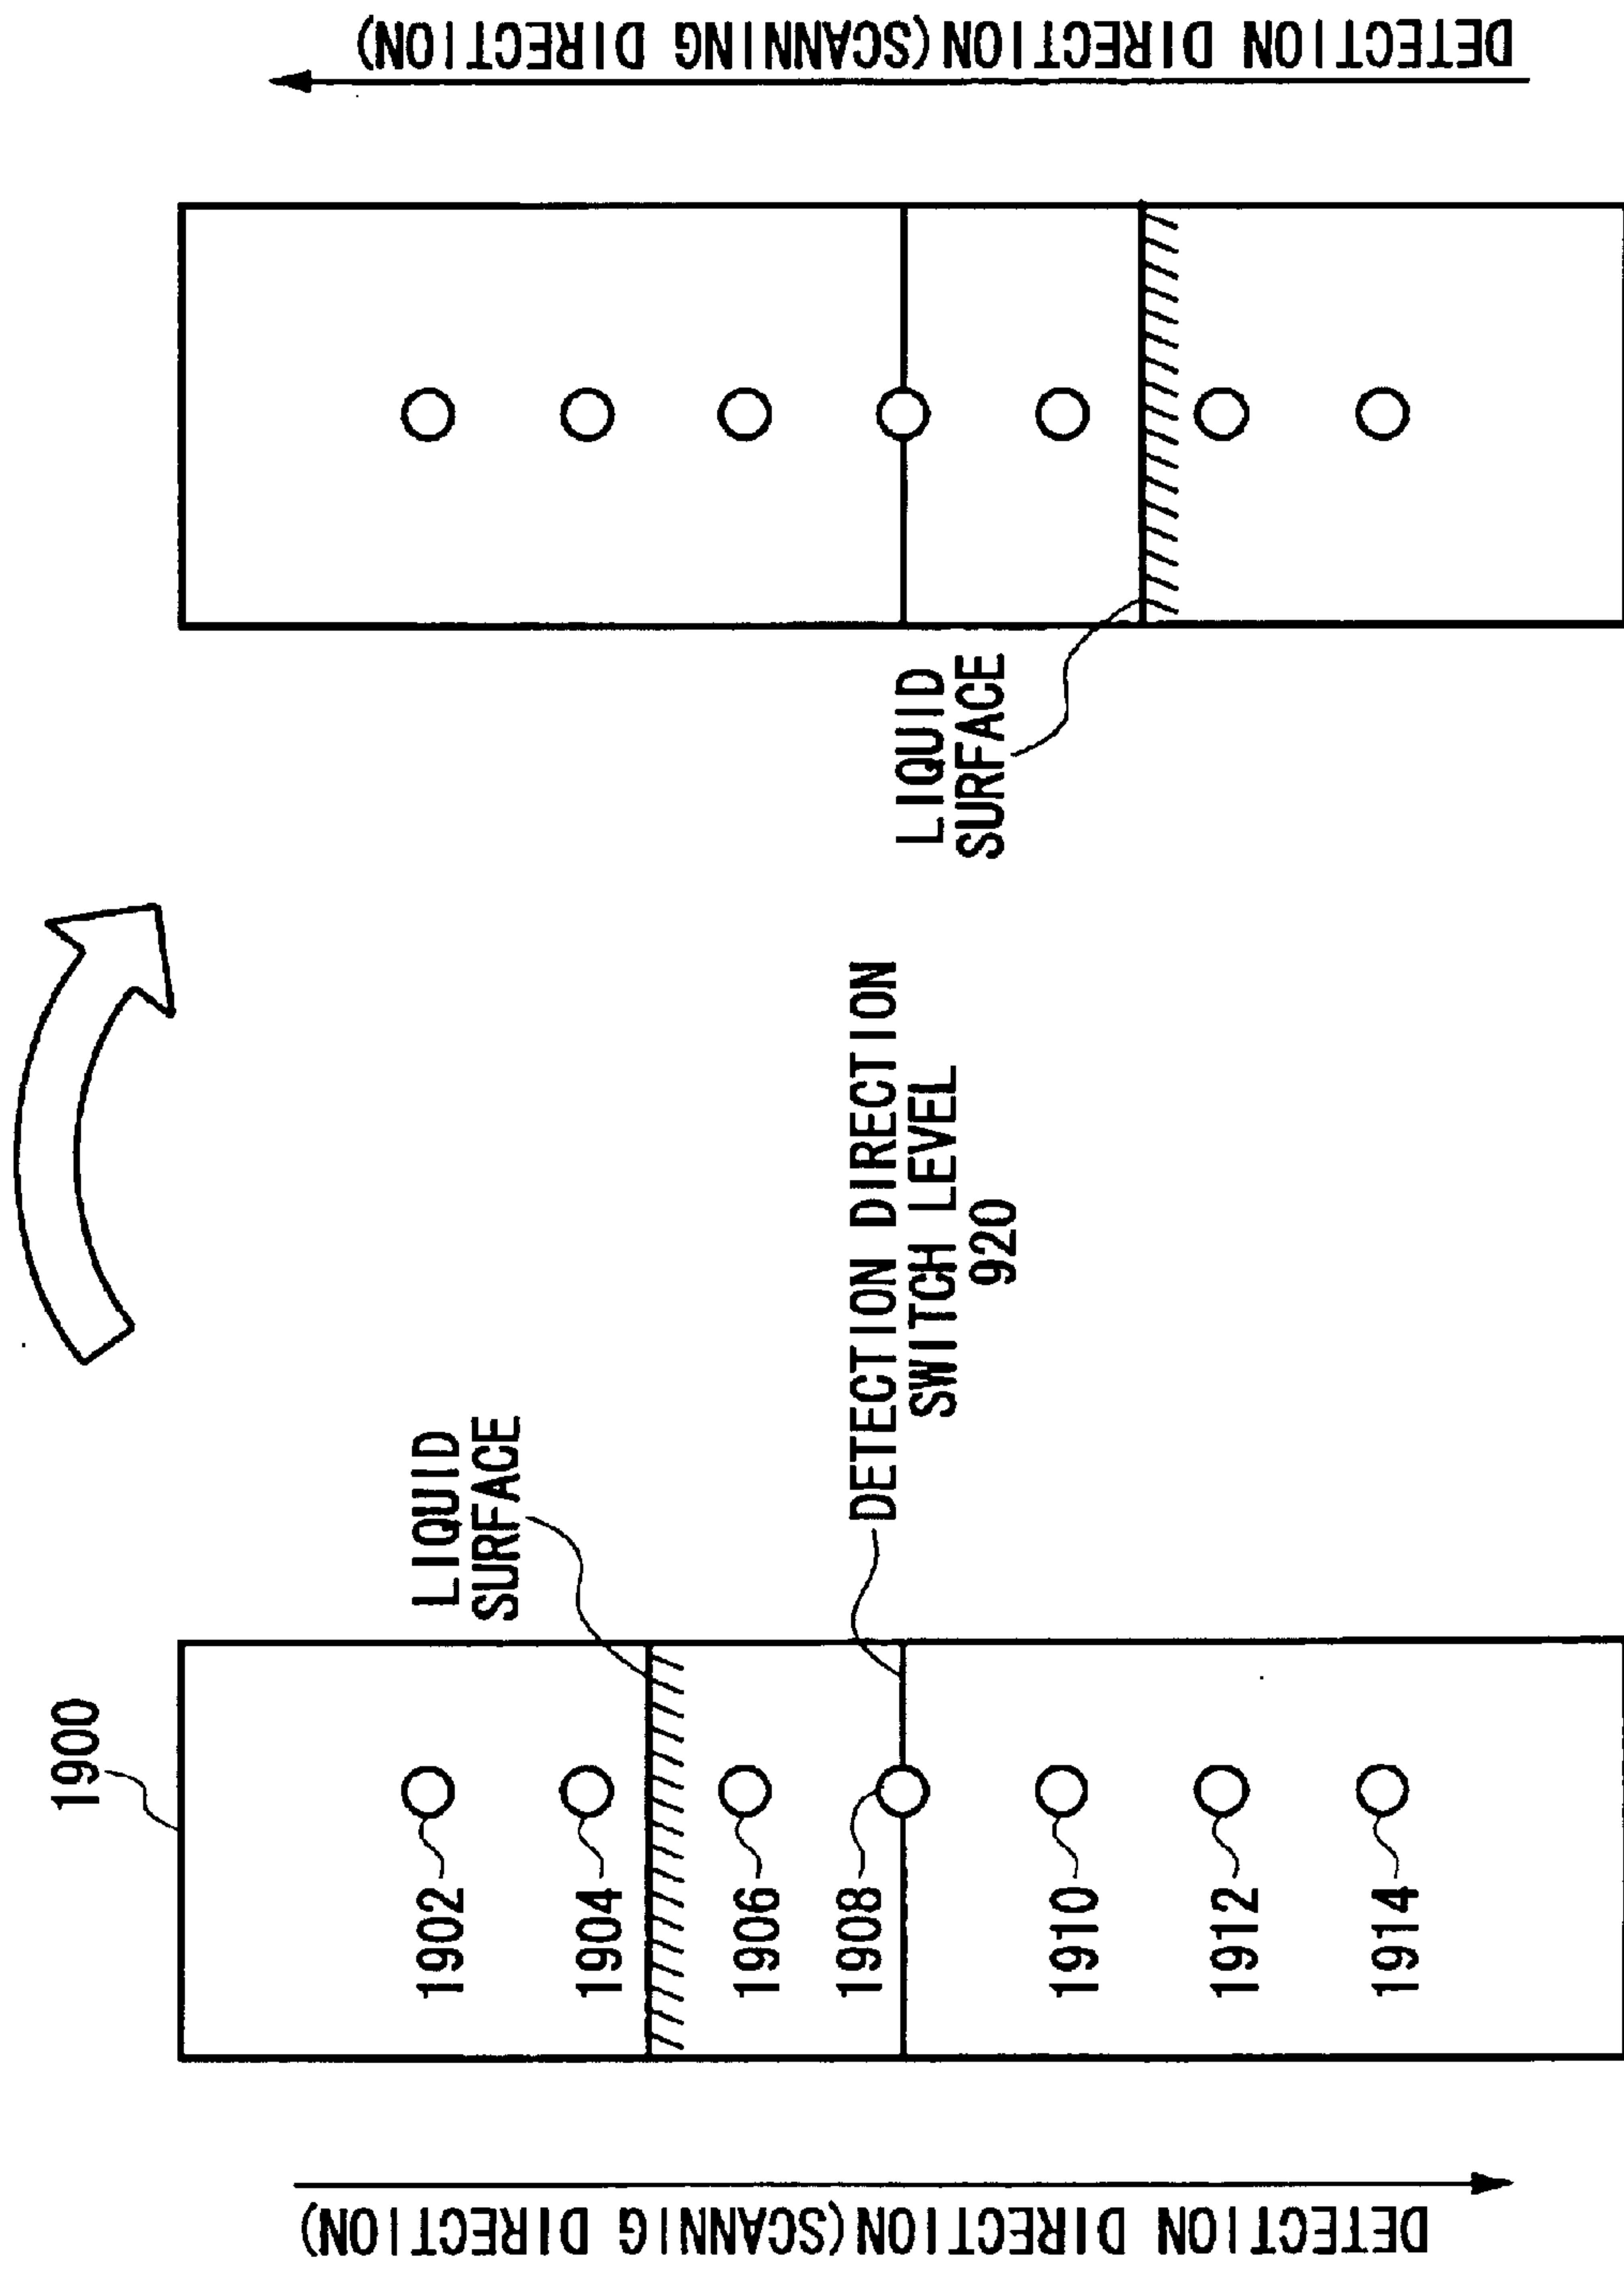 1900
1902
1904
1906
1908
1910
1912
1914
DETECTION DIRECTION(SCANNIG DIRECTION)
LIQUID
SURFACE
DETECTION DIRECTION
SWITCH LEVEL
920
LIQUID
SURFACE
DETECTION DIRECTION(SCANNING DIRECTION)